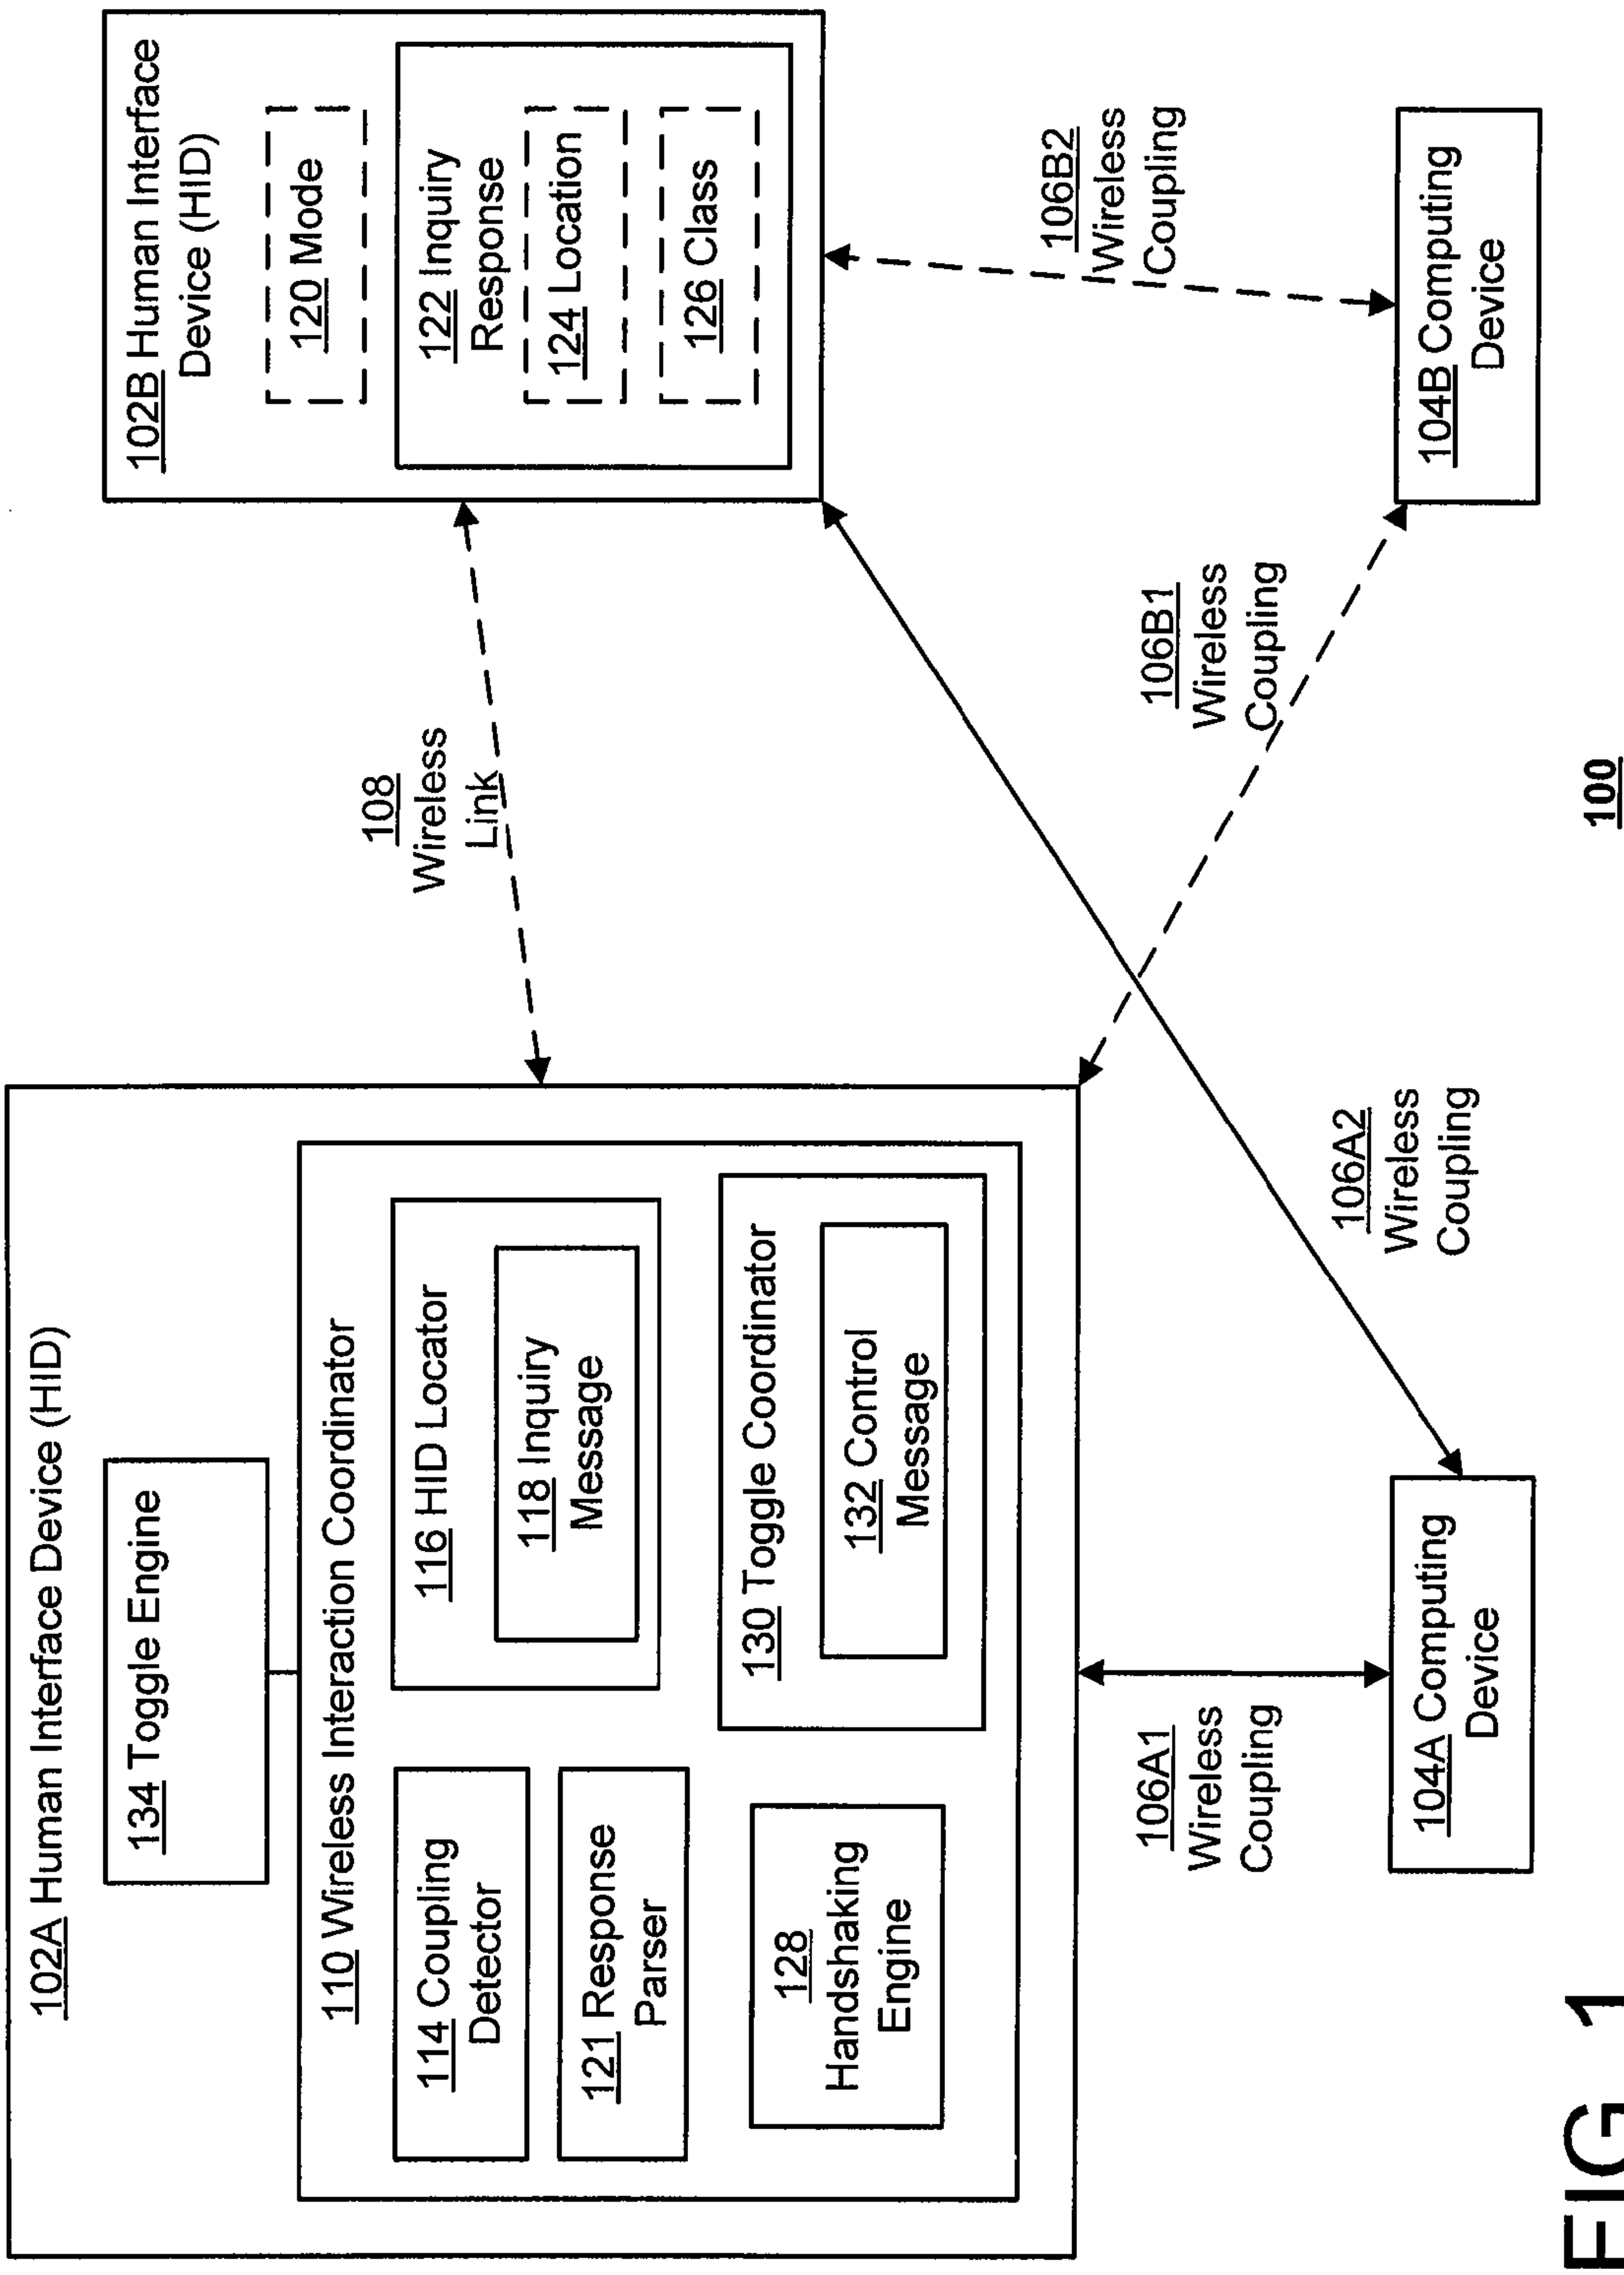 102A Human Interface Device (HID)
134 Toggle Engine
110 Wireless Interaction Coordinator
114 Coupling
Detector
121 Response
Parser
128
Handshaking
Engine
116 HID Locator
118 Inquiry
Message
130 Toggle Coordinator
132 Control
Message
108
Wireless
Link
102B Human Interface
Device (HID)
120 Mode
122 Inquiry
Response
124 Location
126 Class
106A1
Wireless
Coupling
106A2
Wireless
Coupling
106B1
Wireless
Coupling
106B2
Wireless
Coupling
104A Computing
Device
104B Computing
Device
100
FIG. 1